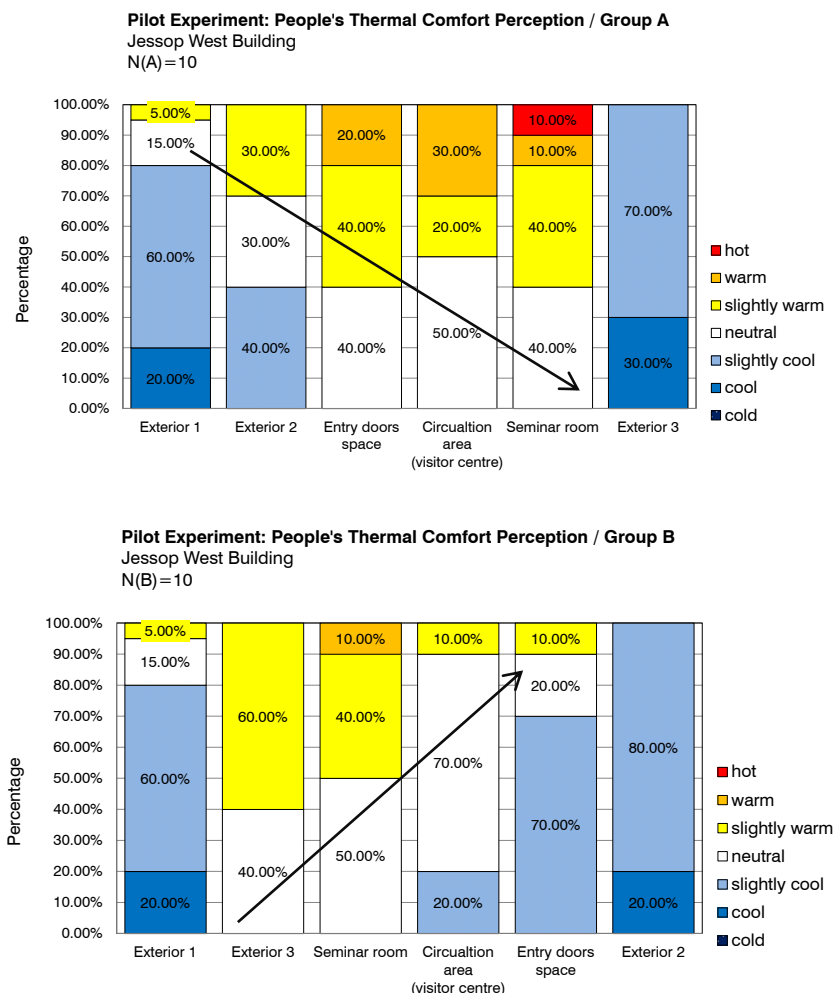 Pilot Experiment: People's Thermal Comfort Perception / Group A
Jessop West Building
N(A)=10
Percentage
100.00%
90.00%
80.00%
70.00%
60.00%
50.00%
40.00%
30.00%
20.00%
10.00%
0.00%
5.00%
15.00%
60.00%
20.00%
30.00%
30.00%
40.00%
20.00%
40.00%
40.00%
30.00%
20.00%
50.00%
10.00%
10.00%
40.00%
40.00%
70.00%
30.00%
Exterior 1
Exterior 2
Entry doors
space
Circualtion
area
(visitor centre)
Seminar room
Exterior 3
hot
warm
slightly warm
neutral
slightly cool
cool
cold
Pilot Experiment: People's Thermal Comfort Perception / Group B
Jessop West Building
N(B)=10
Percentage
100.00%
90.00%
80.00%
70.00%
60.00%
50.00%
40.00%
30.00%
20.00%
10.00%
0.00%
5.00%
15.00%
60.00%
20.00%
60.00%
40.00%
10.00%
40.00%
50.00%
10.00%
70.00%
20.00%
10.00%
20.00%
70.00%
80.00%
20.00%
Exterior 1
Exterior 3
Seminar room
Circualtion
area
(visitor centre)
Entry doors
space
Exterior 2
hot
warm
slightly warm
neutral
slightly cool
cool
cold